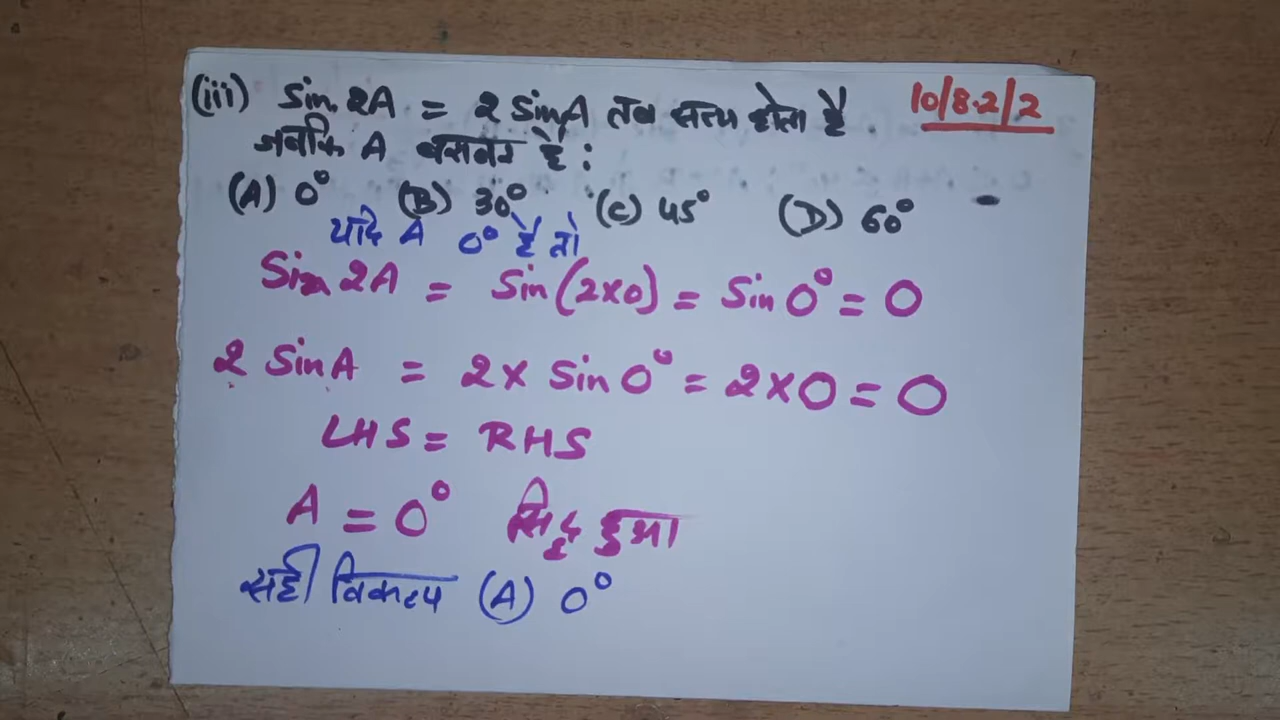 (iii) Sin 2A = 2 SinA तब सत्य होता है 10/8.2/2
जबकि A बराबर है :
(A) 0° (B) 30° (C) 45° (D) 60°
यदि A 0° है तो
Sin 2A = Sin(2×0) = Sin 0° = 0
2 SinA = 2× Sin 0° = 2×0 = 0
LHS = RHS
A = 0° सिद्ध हुआ
सही विकल्प (A) 0°